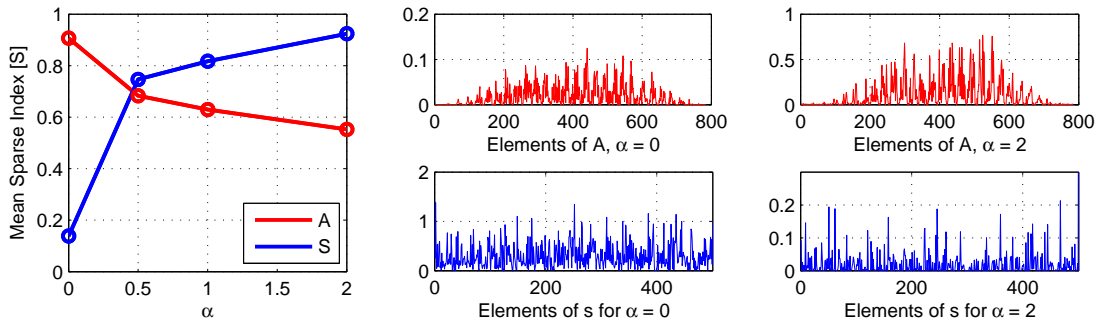 Mean Sparse Index [S]
1
0.8
0.6
0.4
0.2
0
0 0.5 1 1.5 2
α
A
S
0.2
0.1
0
0 200 400 600 800
Elements of A, α = 0
1
0.5
0
0 200 400 600 800
Elements of A, α = 2
2
1
0
0 200 400
Elements of s for α = 0
0.2
0.1
0
0 200 400
Elements of s for α = 2